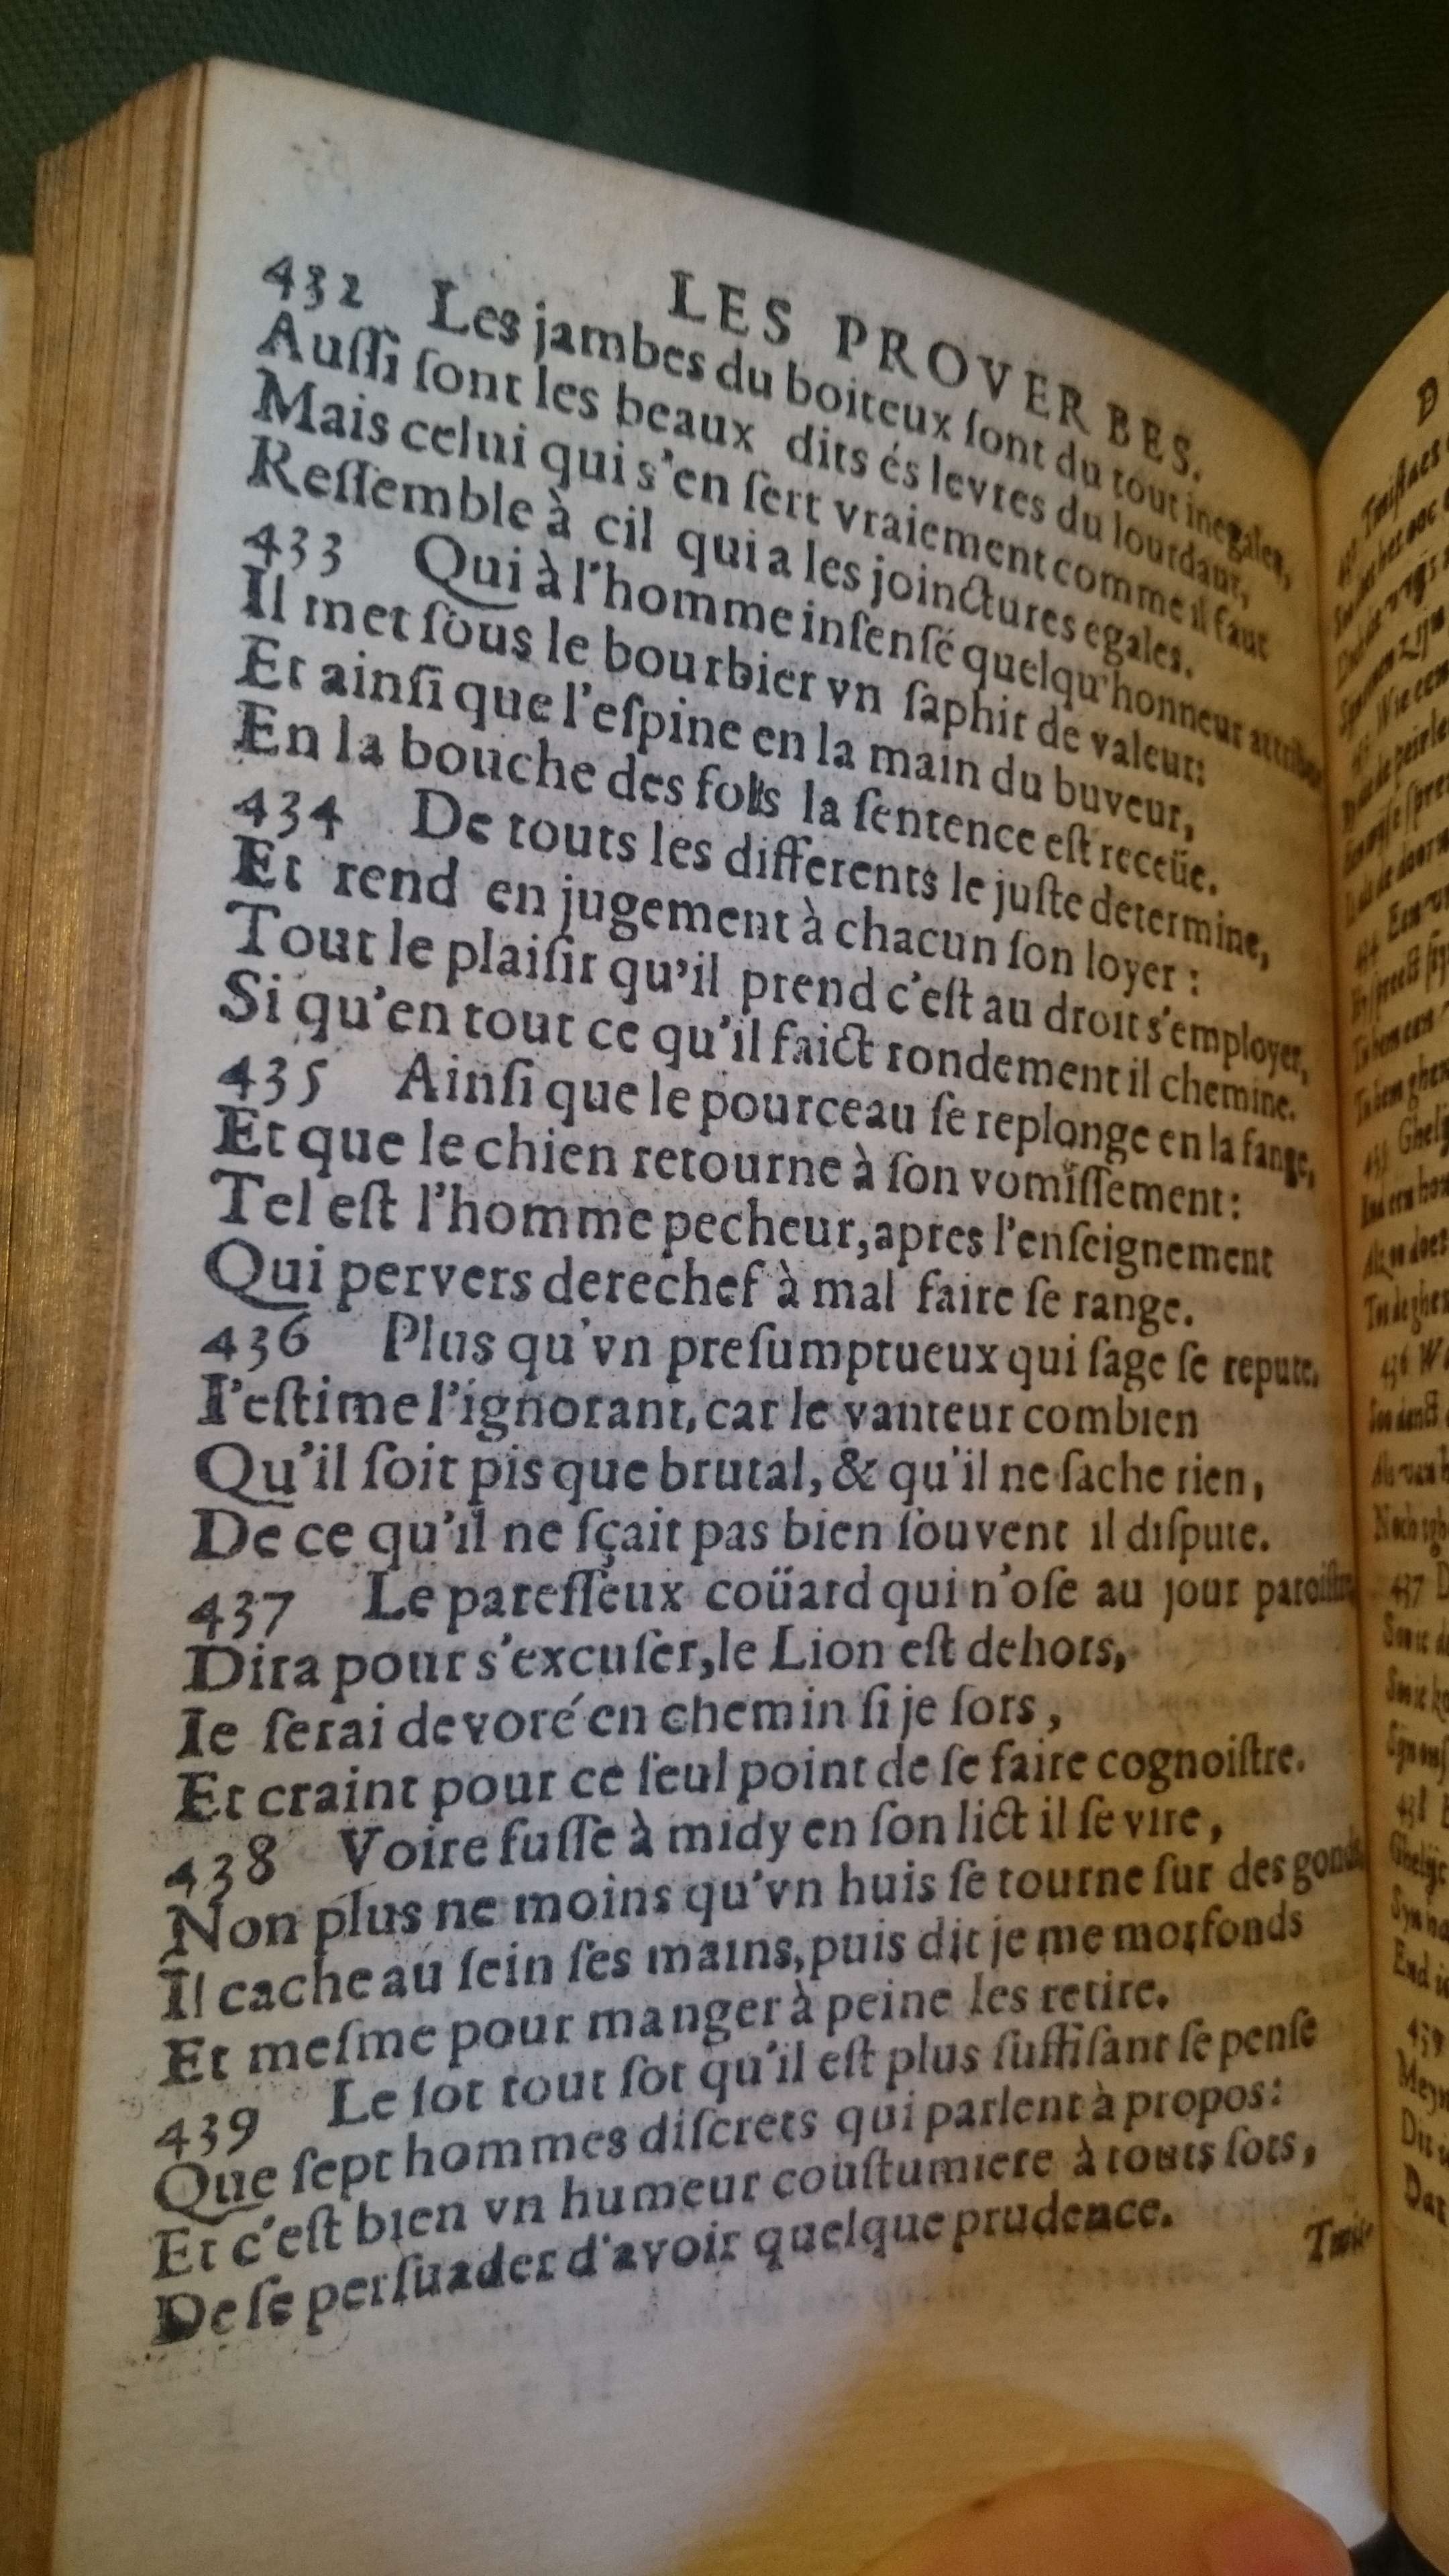 LES PROVERBES.
432 Les jambes du boiteux ſont du tout inegales,
Auſſi ſont les beaux dits és levres du lourdaut,
Mais celui qui s'en ſert vraiement comme il faut
Reſſemble à cil qui a les joinctures egales.
433 Qui à l'homme inſenſé quelqu'honneur attribue
Il met ſous le bourbier vn ſaphir de valeur:
Et ainſi que l'eſpine en la main du buveur,
En la bouche des fols la ſentence eſt receüe.
434 De touts les differents le juſte determine,
Et rend en jugement à chacun ſon loyer :
Tout le plaiſir qu'il prend c'eſt au droit s'employer,
Si qu'en tout ce qu'il faict rondement il chemine.
435 Ainſi que le pourceau ſe replonge en la fange,
Et que le chien retourne à ſon vomiſſement:
Tel eſt l'homme pecheur, apres l'enſeignement
Qui pervers derechef à mal faire ſe range.
436 Plus qu'vn preſumptueux qui ſage ſe repute,
I'eſtime l'ignorant, car le vanteur combien
Qu'il ſoit pis que brutal, & qu'il ne ſache rien,
De ce qu'il ne ſçait pas bien ſouvent il diſpute.
437 Le pareſſeux coüard qui n'oſe au jour paroiſtre
Dira pour s'excuſer, le Lion eſt dehors,
Ie ſerai devoré en chemin ſi je ſors,
Et craint pour ce ſeul point de ſe faire cognoiſtre.
438 Voire fuſſe à midy en ſon lict il ſe vire,
Non plus ne moins qu'vn huis ſe tourne ſur des gonds
Il cache au ſein ſes mains, puis dit je me morfonds
Et meſme pour manger à peine les retire.
439 Le ſot tout ſot qu'il eſt plus ſuffiſant ſe penſe
Que ſept hommes diſcrets qui parlent à propos:
Et c'eſt bien vn humeur couſtumiere à touts ſots,
De ſe perſuader d'avoir quelque prudence.